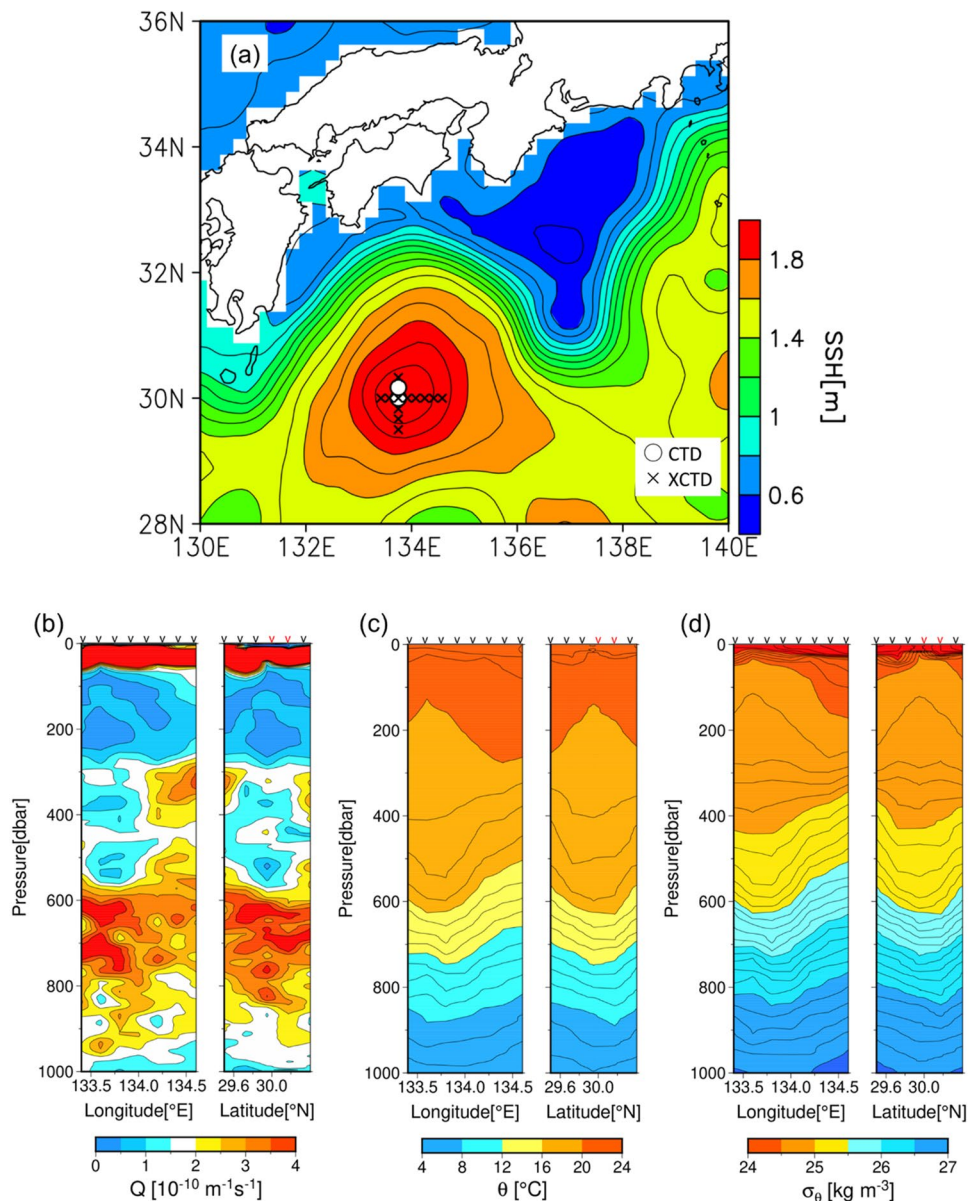 (a)
36N
34N
32N
30N
28N
130E 132E 134E 136E 138E 140E
CTD
XCTD
1.8
1.4
1
0.6
SSH[m]
(b) (c) (d)
0
200
400
600
800
1000
Pressure[dbar]
133.5 134.0 134.5 29.6 30.0
Longitude[°E] Latitude[°N]
0 1 2 3 4
Q [10⁻¹⁰ m⁻¹s⁻¹]
0
200
400
600
800
1000
Pressure[dbar]
133.5 134.0 134.5 29.6 30.0
Longitude[°E] Latitude[°N]
4 8 12 16 20 24
θ [°C]
0
200
400
600
800
1000
Pressure[dbar]
133.5 134.0 134.5 29.6 30.0
Longitude[°E] Latitude[°N]
24 25 26 27
σθ [kg m⁻³]